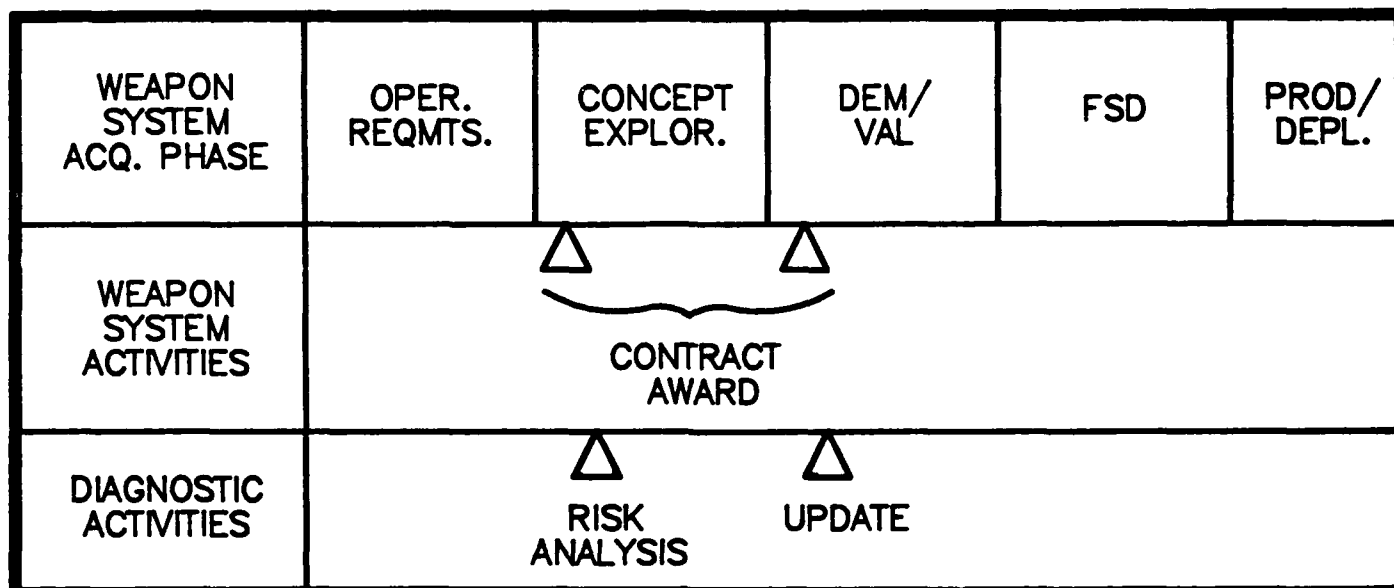 WEAPON
SYSTEM
ACQ. PHASE
OPER.
REQMTS.
CONCEPT
EXPLOR.
DEM/
VAL
FSD
PROD/
DEPL.
WEAPON
SYSTEM
ACTIVITIES
CONTRACT
AWARD
DIAGNOSTIC
ACTIVITIES
RISK
ANALYSIS
UPDATE